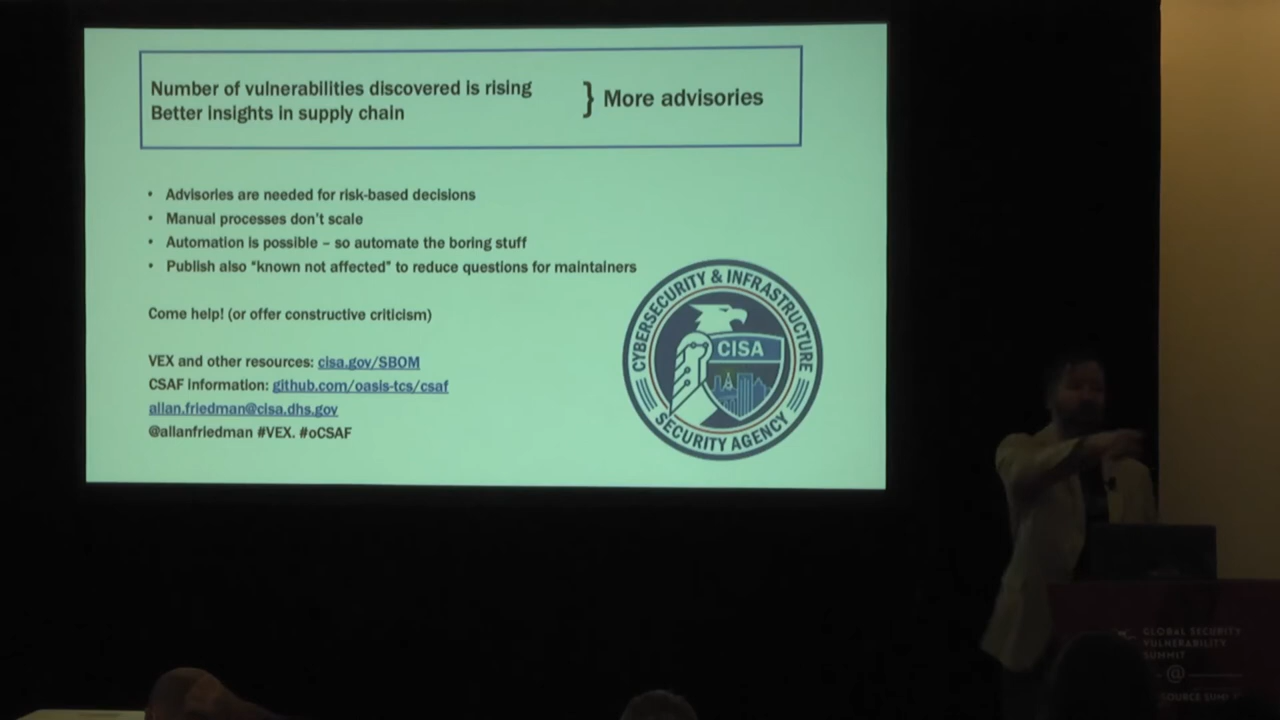 Number of vulnerabilities discovered is rising
Better insights in supply chain
} More advisories
• Advisories are needed for risk-based decisions
• Manual processes don't scale
• Automation is possible – so automate the boring stuff
• Publish also "known not affected" to reduce questions for maintainers
Come help! (or offer constructive criticism)
VEX and other resources: cisa.gov/SBOM
CSAF information: github.com/oasis-tcs/csaf
allan.friedman@cisa.dhs.gov
@allanfriedman #VEX. #oCSAF
CYBERSECURITY & INFRASTRUCTURE
CISA
SECURITY AGENCY
GLOBAL SECURITY
VULNERABILITY
SUMMIT
@
SOURCE SUMMIT